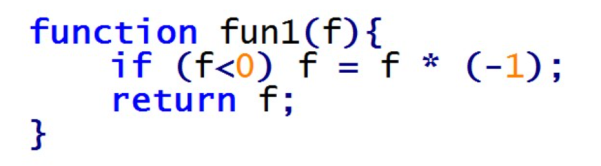 function fun1(f){
    if (f<0) f = f * (-1);
    return f;
}